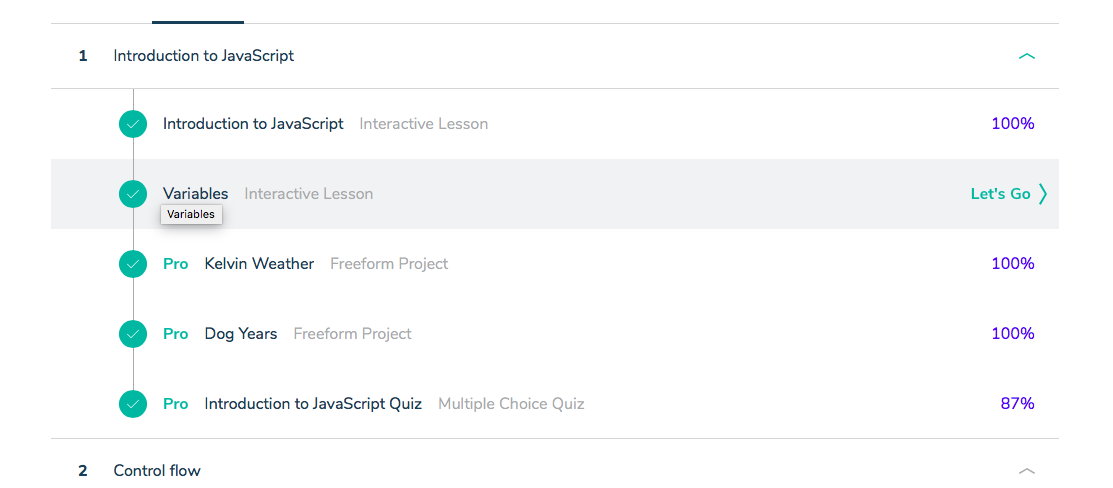 1 Introduction to JavaScript
Introduction to JavaScript Interactive Lesson 100%
Variables Interactive Lesson Let's Go
Variables
Pro Kelvin Weather Freeform Project 100%
Pro Dog Years Freeform Project 100%
Pro Introduction to JavaScript Quiz Multiple Choice Quiz 87%
2 Control flow